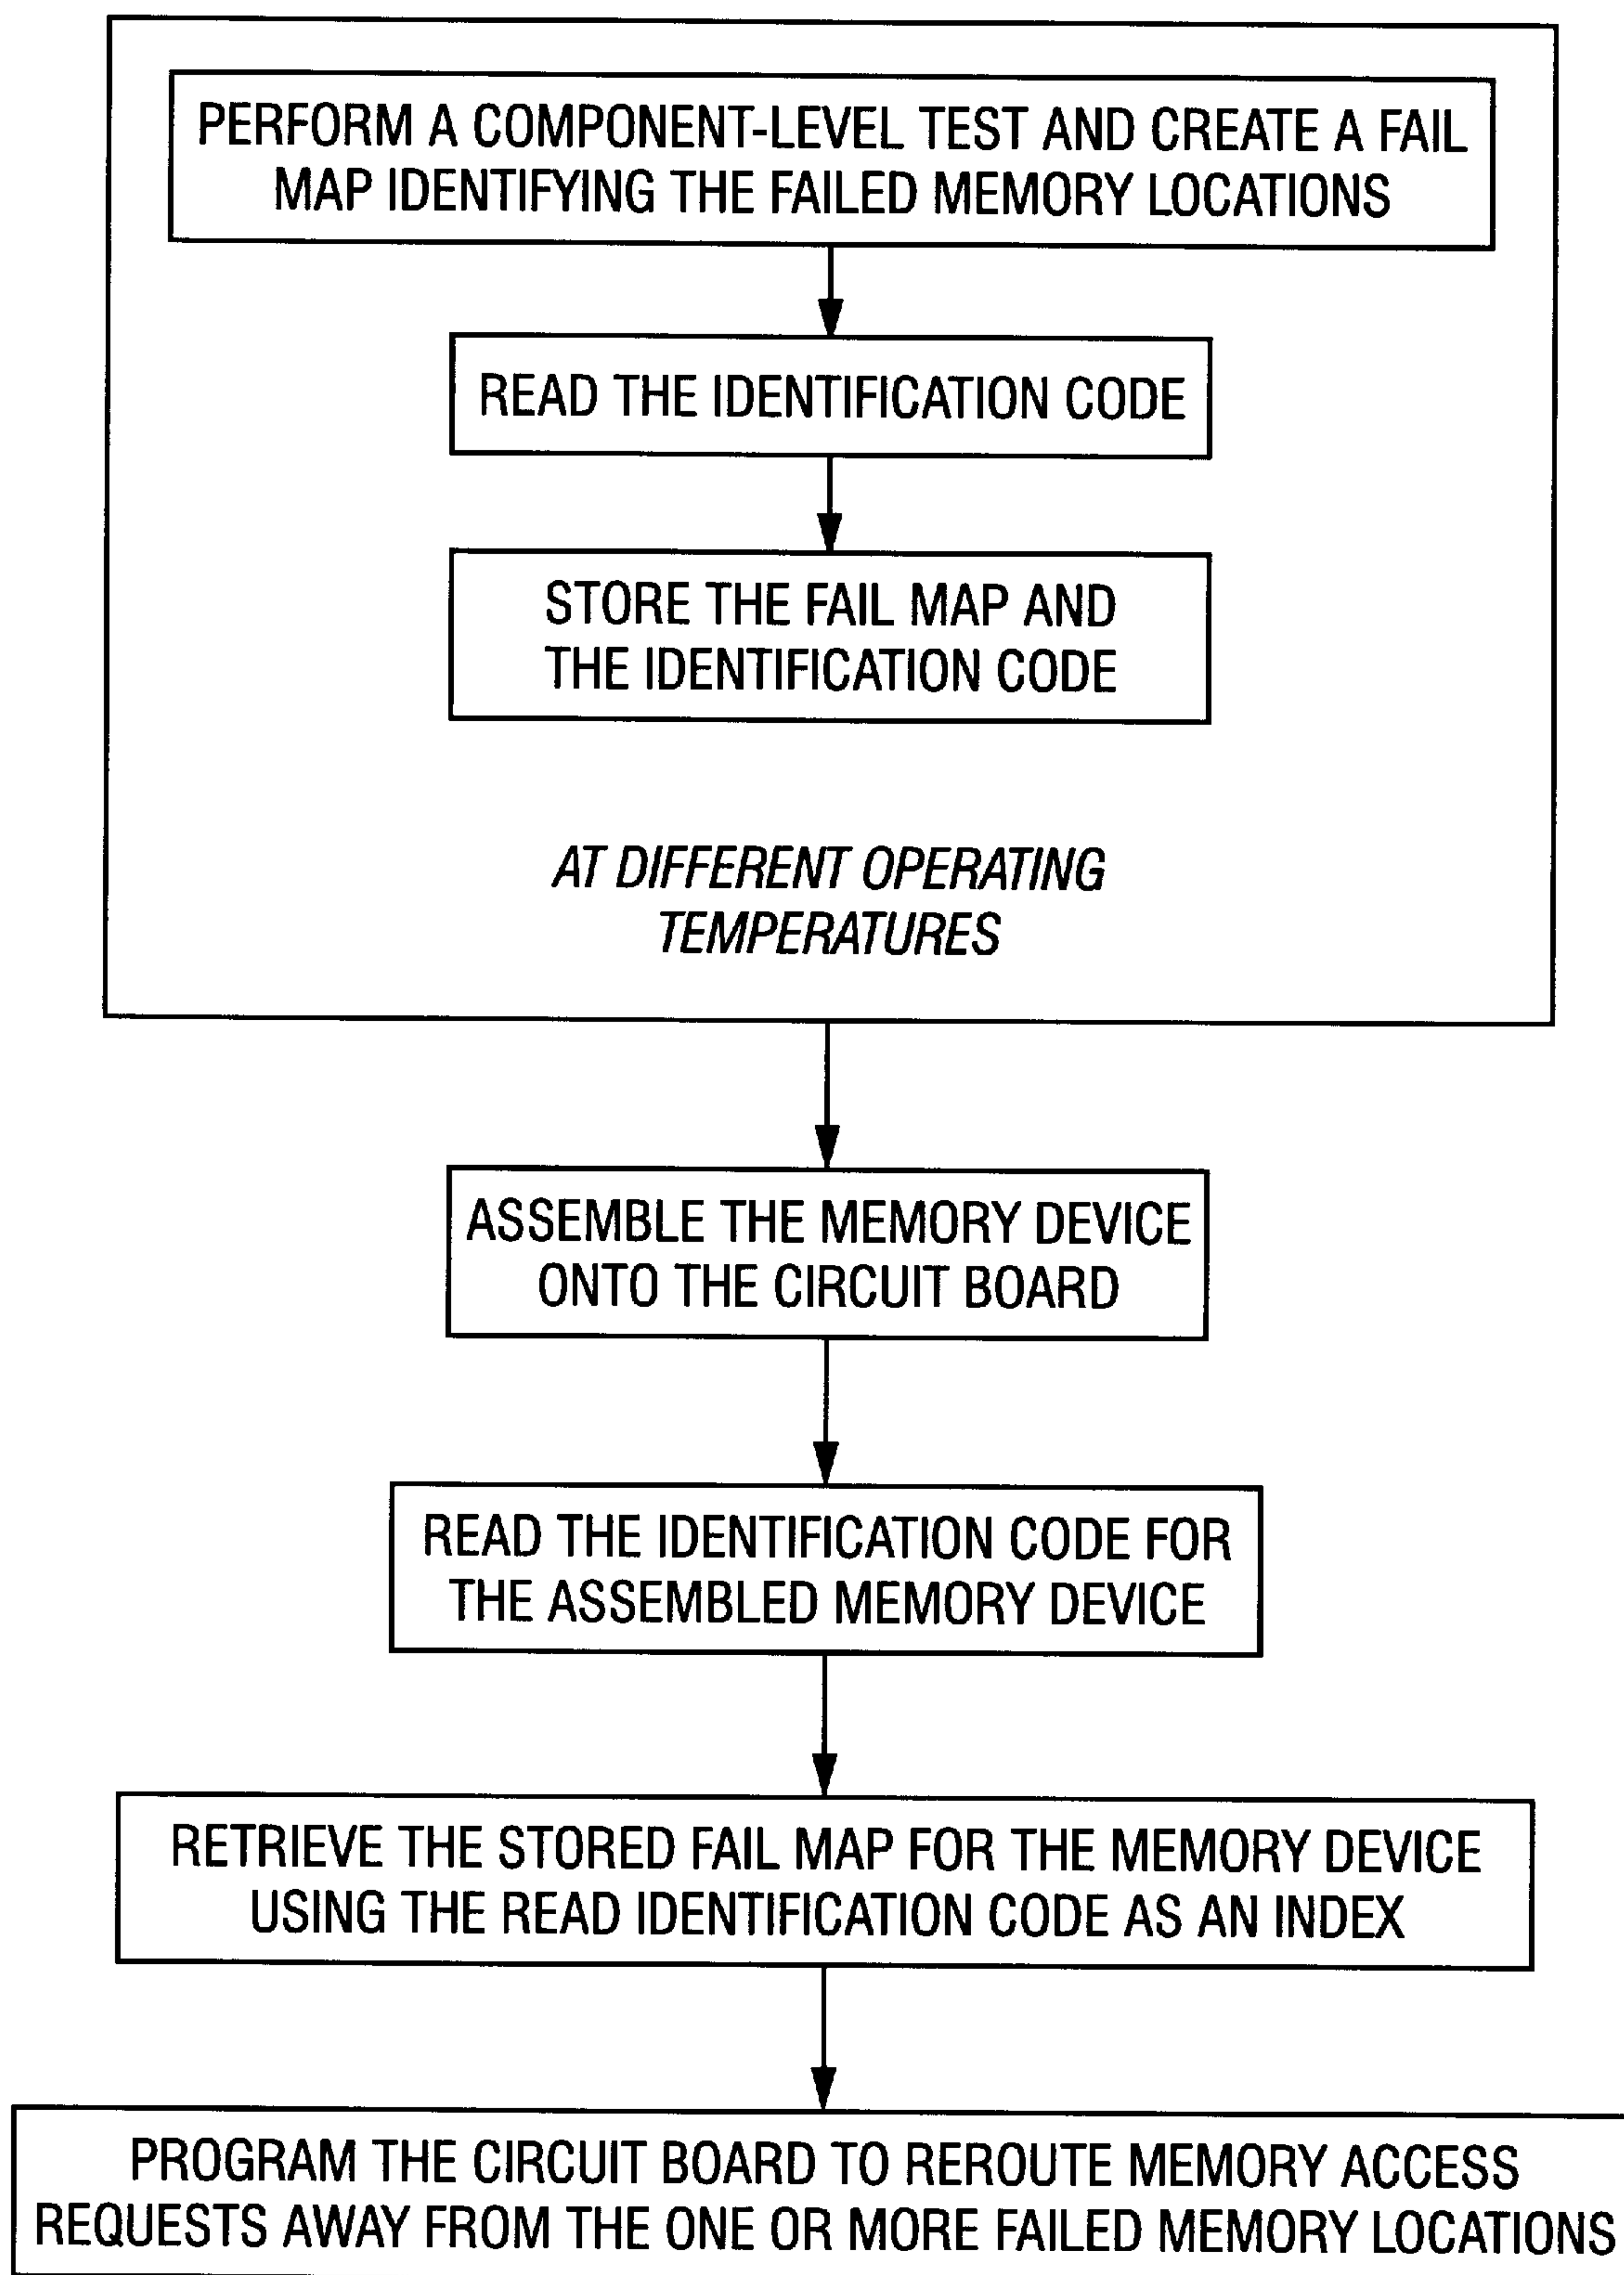 PERFORM A COMPONENT-LEVEL TEST AND CREATE A FAIL
MAP IDENTIFYING THE FAILED MEMORY LOCATIONS
READ THE IDENTIFICATION CODE
STORE THE FAIL MAP AND
THE IDENTIFICATION CODE
AT DIFFERENT OPERATING
TEMPERATURES
ASSEMBLE THE MEMORY DEVICE
ONTO THE CIRCUIT BOARD
READ THE IDENTIFICATION CODE FOR
THE ASSEMBLED MEMORY DEVICE
RETRIEVE THE STORED FAIL MAP FOR THE MEMORY DEVICE
USING THE READ IDENTIFICATION CODE AS AN INDEX
PROGRAM THE CIRCUIT BOARD TO REROUTE MEMORY ACCESS
REQUESTS AWAY FROM THE ONE OR MORE FAILED MEMORY LOCATIONS